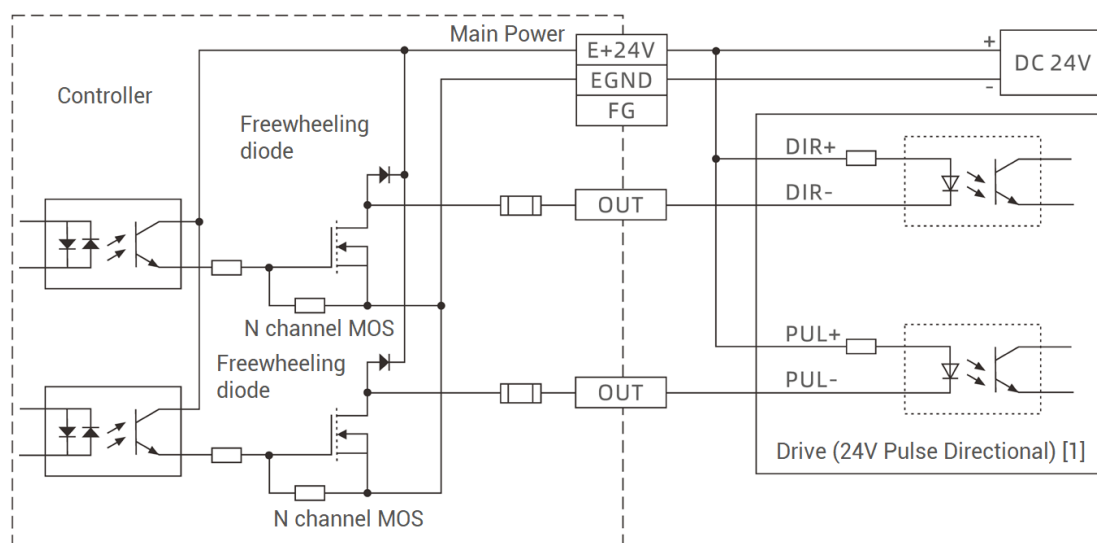 Main Power
E+24V
+
DC 24V
-
EGND
FG
Controller
Freewheeling
diode
DIR+
DIR-
OUT
N channel MOS
Freewheeling
diode
PUL+
PUL-
OUT
Drive (24V Pulse Directional) [1]
N channel MOS